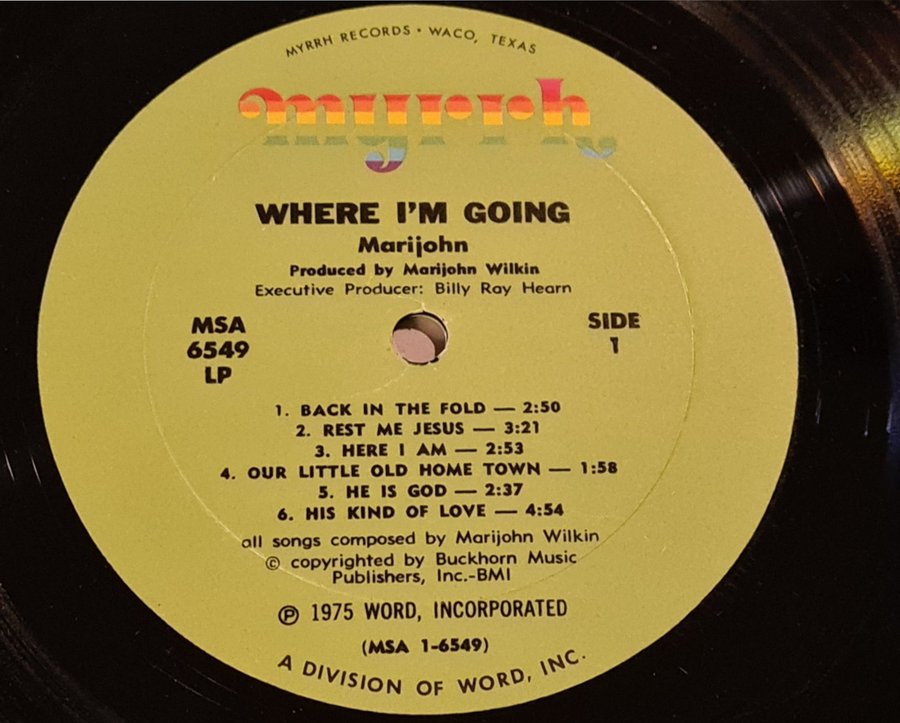 MYRRH RECORDS • WACO, TEXAS
myrrh
WHERE I'M GOING
Marijohn
Produced by Marijohn Wilkin
Executive Producer: Billy Ray Hearn
MSA
6549
LP
SIDE
1
1. BACK IN THE FOLD — 2:50
2. REST ME JESUS — 3:21
3. HERE I AM — 2:53
4. OUR LITTLE OLD HOME TOWN — 1:58
5. HE IS GOD — 2:37
6. HIS KIND OF LOVE — 4:54
all songs composed by Marijohn Wilkin
© copyrighted by Buckhorn Music
Publishers, Inc.-BMI
℗ 1975 WORD, INCORPORATED
(MSA 1-6549)
A DIVISION OF WORD, INC.